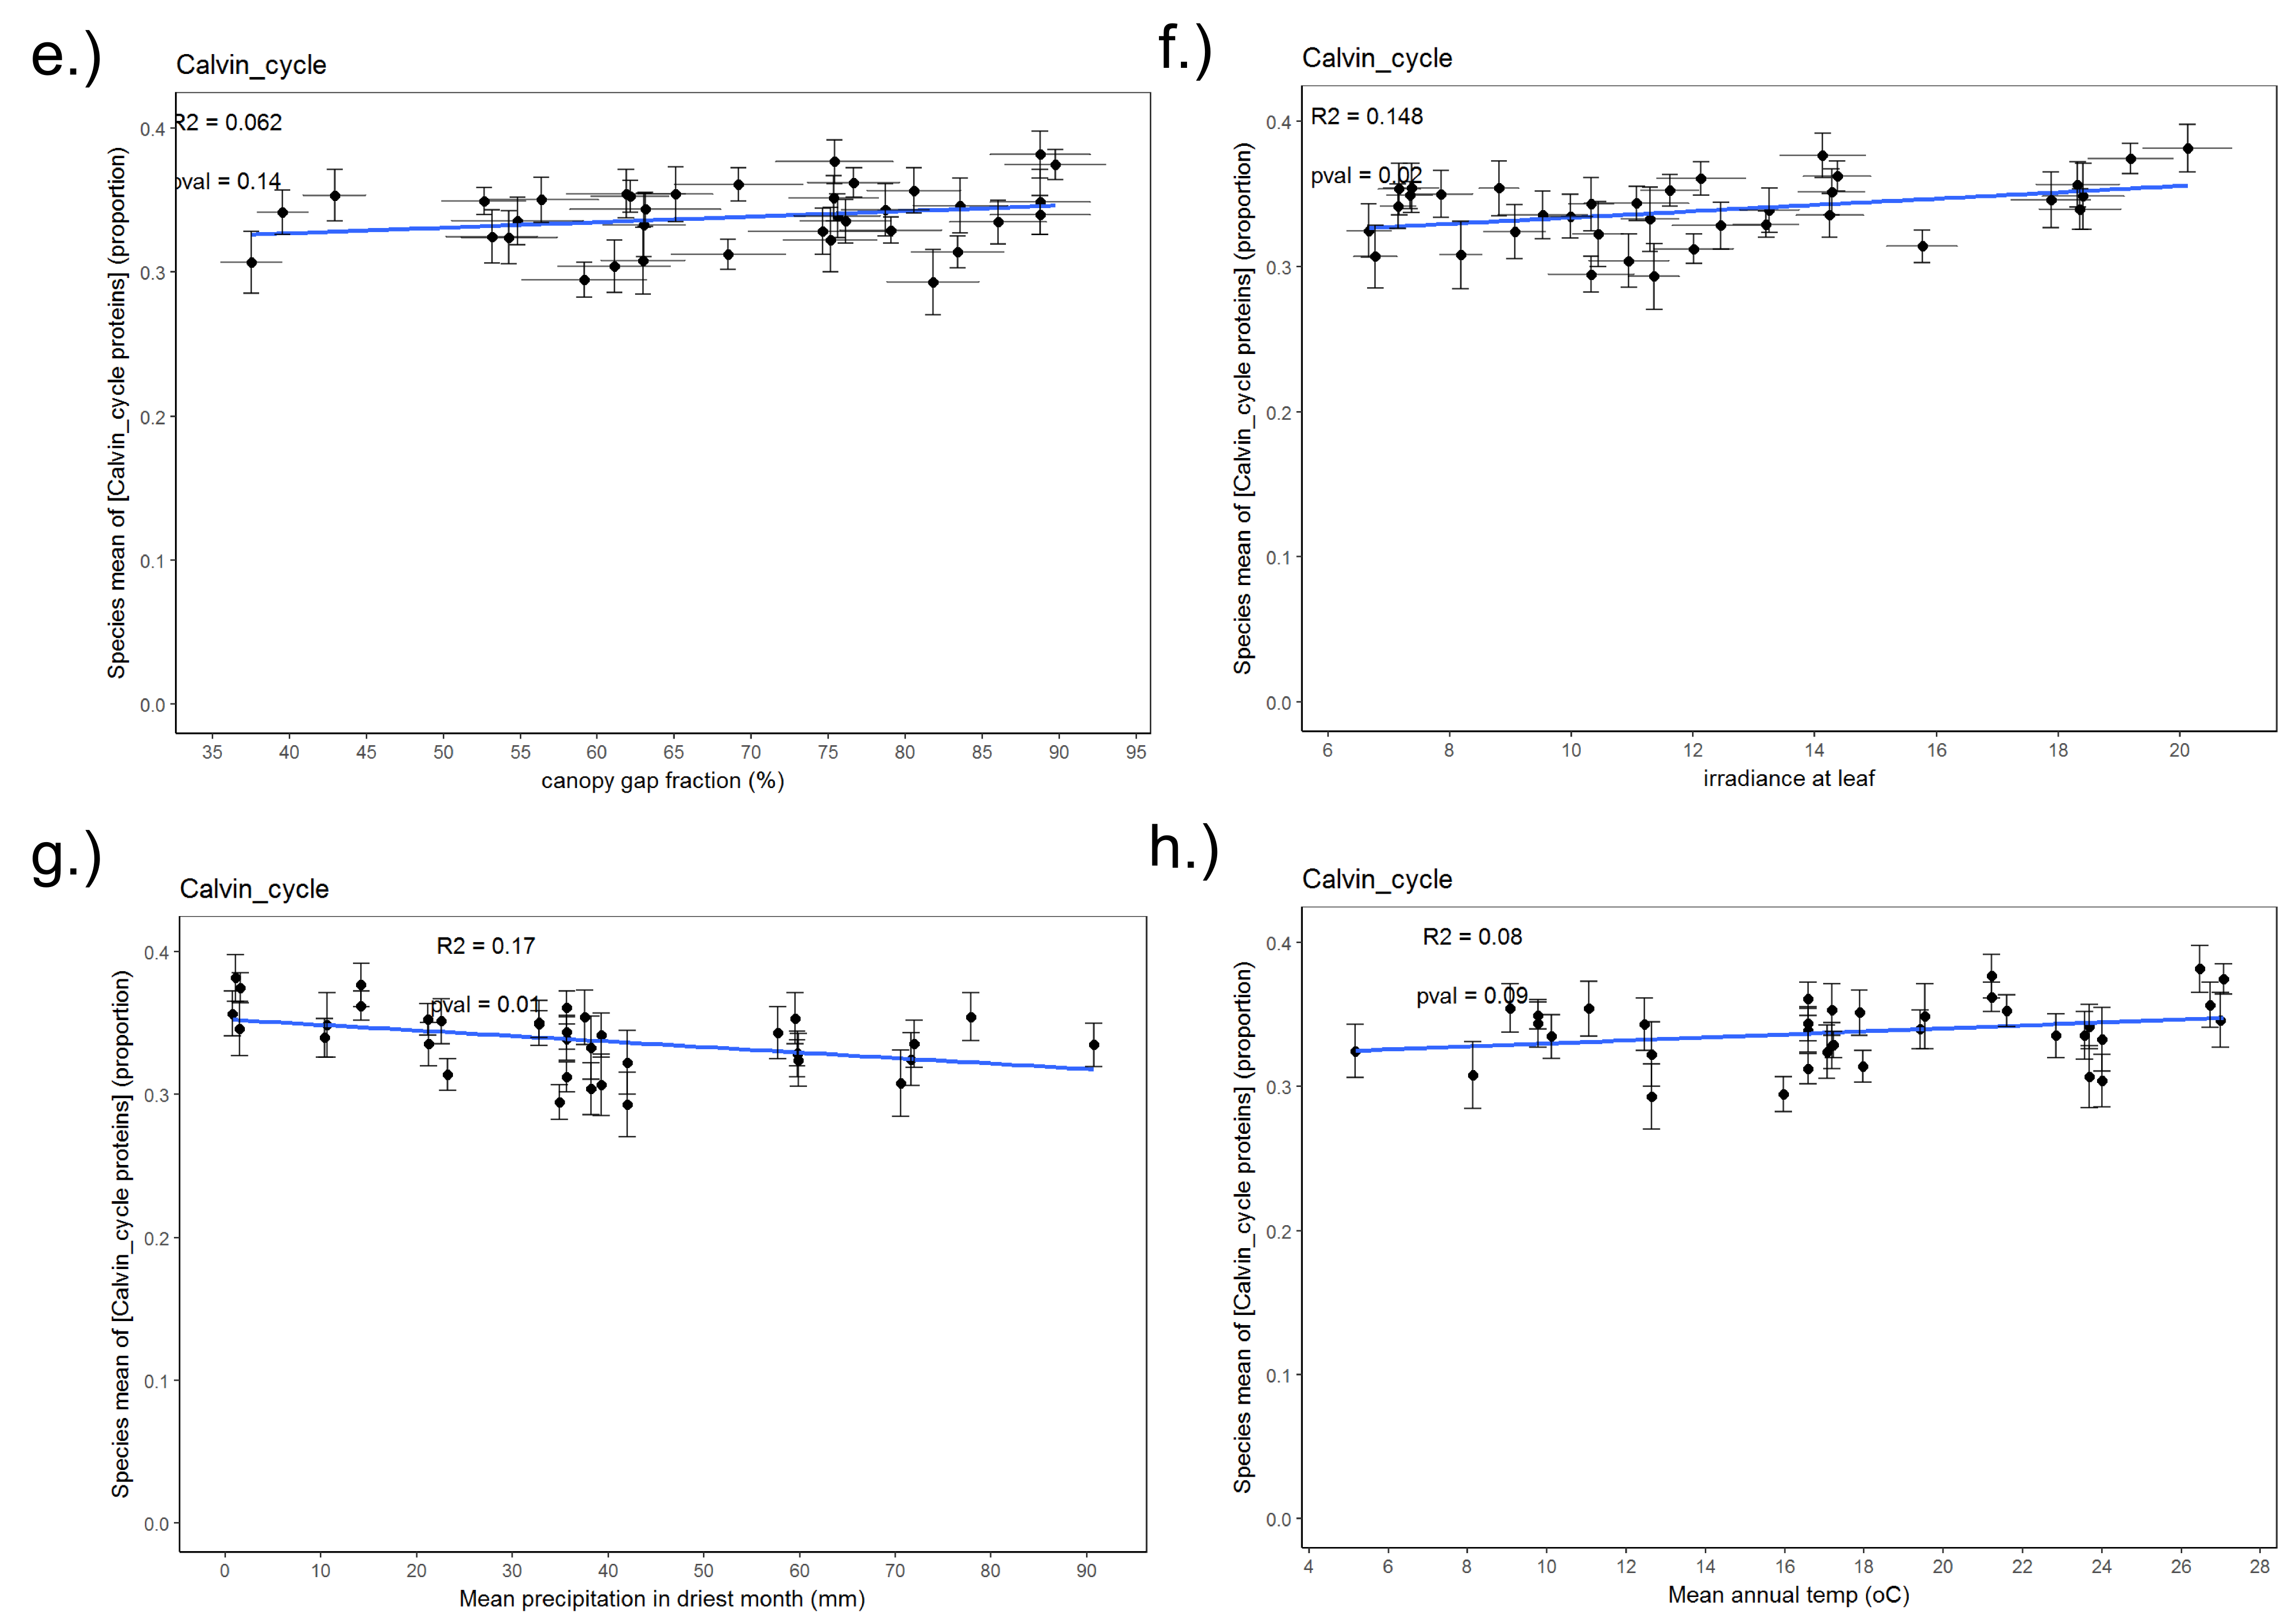 e.)
Calvin_cycle
R2 = 0.062
pval = 0.14
Species mean of [Calvin_cycle proteins] (proportion)
0.4
0.3
0.2
0.1
0.0
35 40 45 50 55 60 65 70 75 80 85 90 95
canopy gap fraction (%)
f.)
Calvin_cycle
R2 = 0.148
pval = 0.02
Species mean of [Calvin_cycle proteins] (proportion)
0.4
0.3
0.2
0.1
0.0
6 8 10 12 14 16 18 20
irradiance at leaf
g.)
Calvin_cycle
R2 = 0.17
pval = 0.01
Species mean of [Calvin_cycle proteins] (proportion)
0.4
0.3
0.2
0.1
0.0
0 10 20 30 40 50 60 70 80 90
Mean precipitation in driest month (mm)
h.)
Calvin_cycle
R2 = 0.08
pval = 0.09
Species mean of [Calvin_cycle proteins] (proportion)
0.4
0.3
0.2
0.1
0.0
4 6 8 10 12 14 16 18 20 22 24 26 28
Mean annual temp (oC)